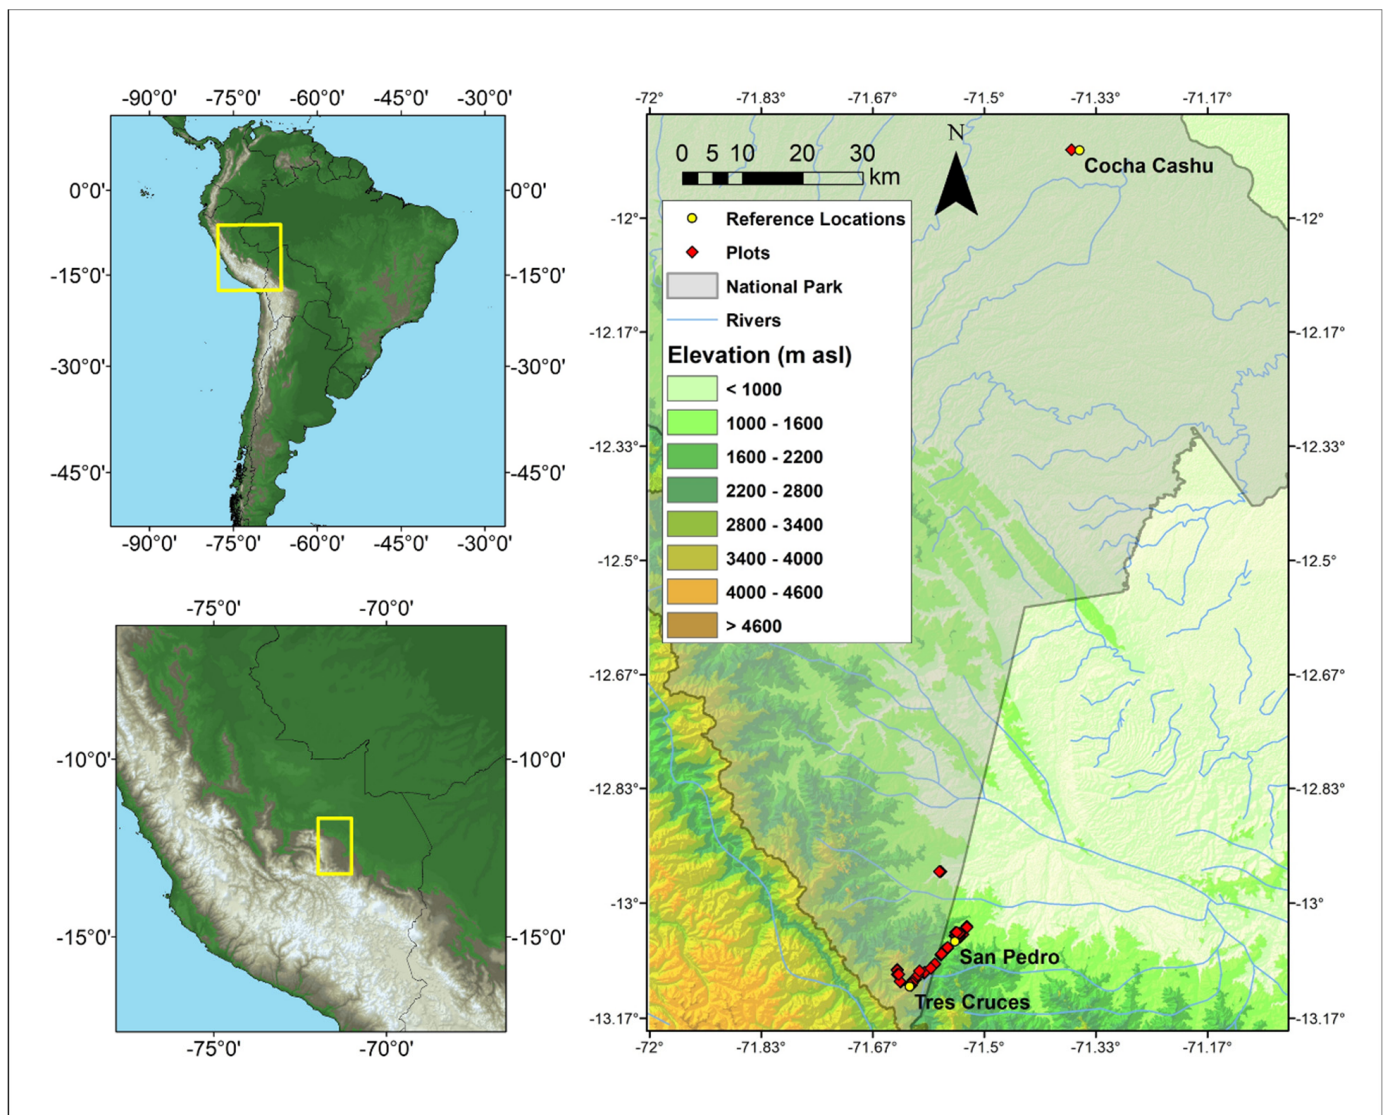 -90°0' -75°0' -60°0' -45°0' -30°0'
0°0' 0°0'
-15°0' -15°0'
-30°0' -30°0'
-45°0' -45°0'
-90°0' -75°0' -60°0' -45°0' -30°0'
-75°0' -70°0'
-10°0' -10°0'
-15°0' -15°0'
-75°0' -70°0'
-72° -71.83° -71.67° -71.5° -71.33° -71.17°
N
0 5 10 20 30
km
Cocha Cashu
Reference Locations
Plots
National Park
Rivers
Elevation (m asl)
< 1000
1000 - 1600
1600 - 2200
2200 - 2800
2800 - 3400
3400 - 4000
4000 - 4600
> 4600
-12° -12°
-12.17° -12.17°
-12.33° -12.33°
-12.5° -12.5°
-12.67° -12.67°
-12.83° -12.83°
-13° -13°
San Pedro
Tres Cruces
-13.17° -13.17°
-72° -71.83° -71.67° -71.5° -71.33° -71.17°